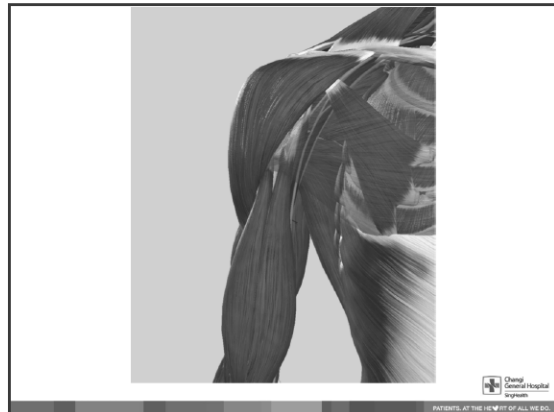 Changi
General Hospital
SingHealth
PATIENTS. AT THE HE♥RT OF ALL WE DO.